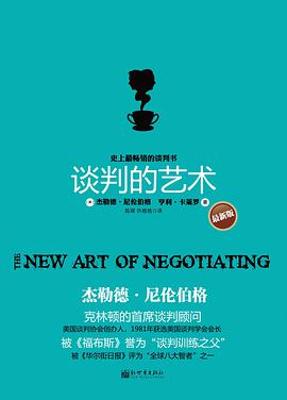 史上最畅销的谈判书
谈判的艺术
杰勒德·尼伦伯格 亨利·卡莱罗 著
最新版
THE NEW ART OF NEGOTIATING
杰勒德·尼伦伯格
克林顿的首席谈判顾问
美国谈判协会创办人，1981年获选美国谈判学会会长
被《福布斯》誉为“谈判训练之父”
被《华尔街日报》评为“全球八大智者”之一
新世界出版社